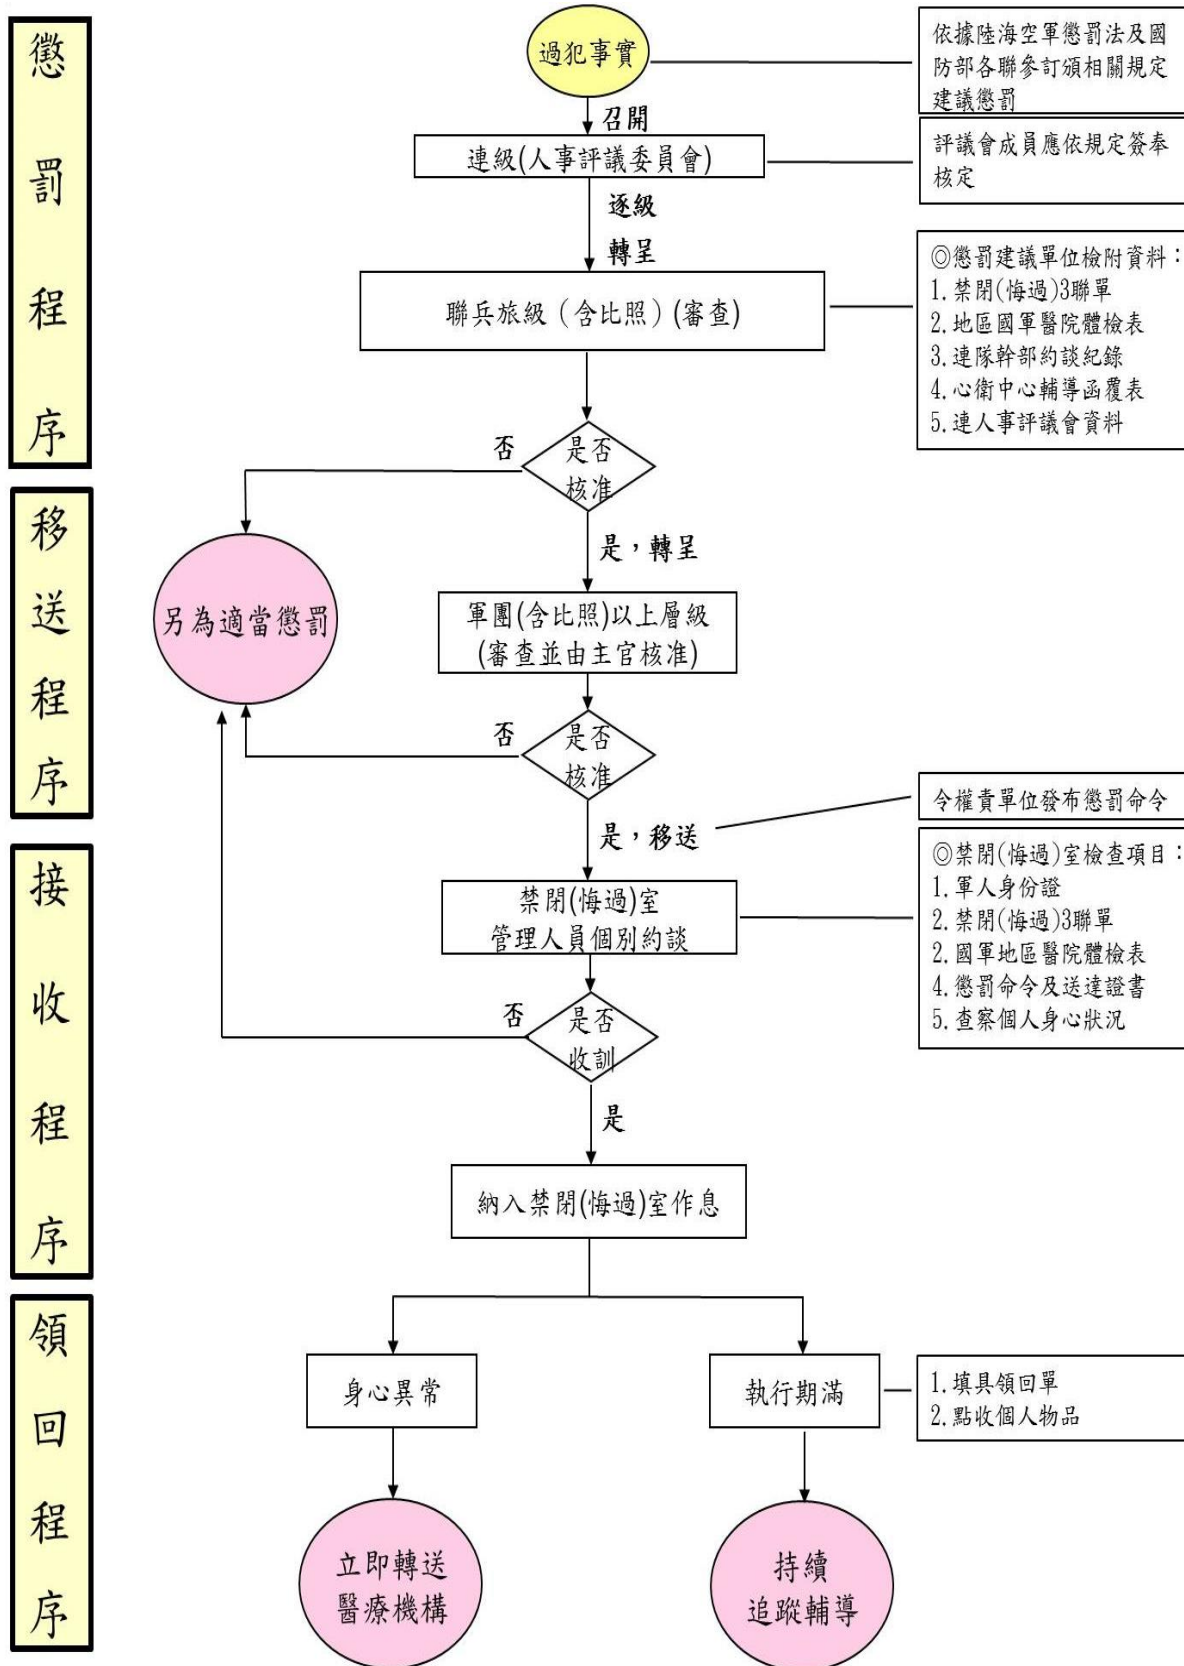 懲罰程序
過犯事實
依據陸海空軍懲罰法及國
防部各聯參訂頒相關規定
建議懲罰
召開
連級(人事評議委員會)
評議會成員應依規定簽奉
核定
逐級
轉呈
聯兵旅級（含比照）(審查)
◎懲罰建議單位檢附資料：
1.禁閉(悔過)3聯單
2.地區國軍醫院體檢表
3.連隊幹部約談紀錄
4.心衛中心輔導函覆表
5.連人事評議會資料
否
是否
核准
移送程序
是，轉呈
另為適當懲罰
軍團(含比照)以上層級
(審查並由主官核准)
否
是否
核准
令權責單位發布懲罰命令
是，移送
接收程序
禁閉(悔過)室
管理人員個別約談
◎禁閉(悔過)室檢查項目：
1.軍人身份證
2.禁閉(悔過)3聯單
2.國軍地區醫院體檢表
4.懲罰命令及送達證書
5.查察個人身心狀況
否
是否
收訓
是
納入禁閉(悔過)室作息
領回程序
身心異常
執行期滿
1.填具領回單
2.點收個人物品
立即轉送
醫療機構
持續
追蹤輔導